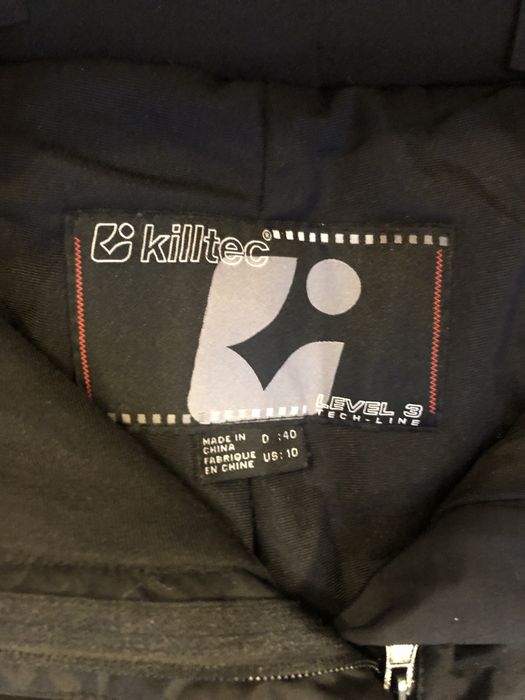 killtec®
LEVEL 3
TECH-LINE
MADE IN
CHINA
FABRIQUE
EN CHINE
D :40
US:10